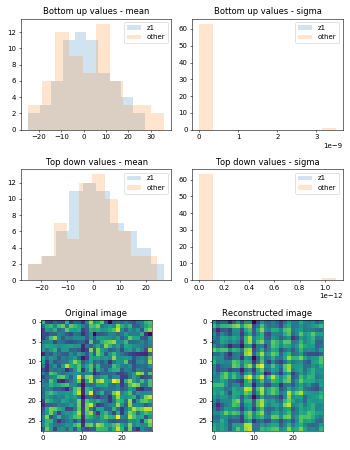 Bottom up values - mean
Bottom up values - sigma
12
10
8
6
4
2
0
z1
other
−20 −10 0 10 20 30
60
50
40
30
20
10
0
z1
other
0 1 2 3
1e−9
Top down values - mean
Top down values - sigma
12
10
8
6
4
2
0
z1
other
−20 −10 0 10 20
60
50
40
30
20
10
0
z1
other
0.0 0.2 0.4 0.6 0.8 1.0
1e−12
Original image
Reconstructed image
0
5
10
15
20
25
0 10 20
0
5
10
15
20
25
0 10 20